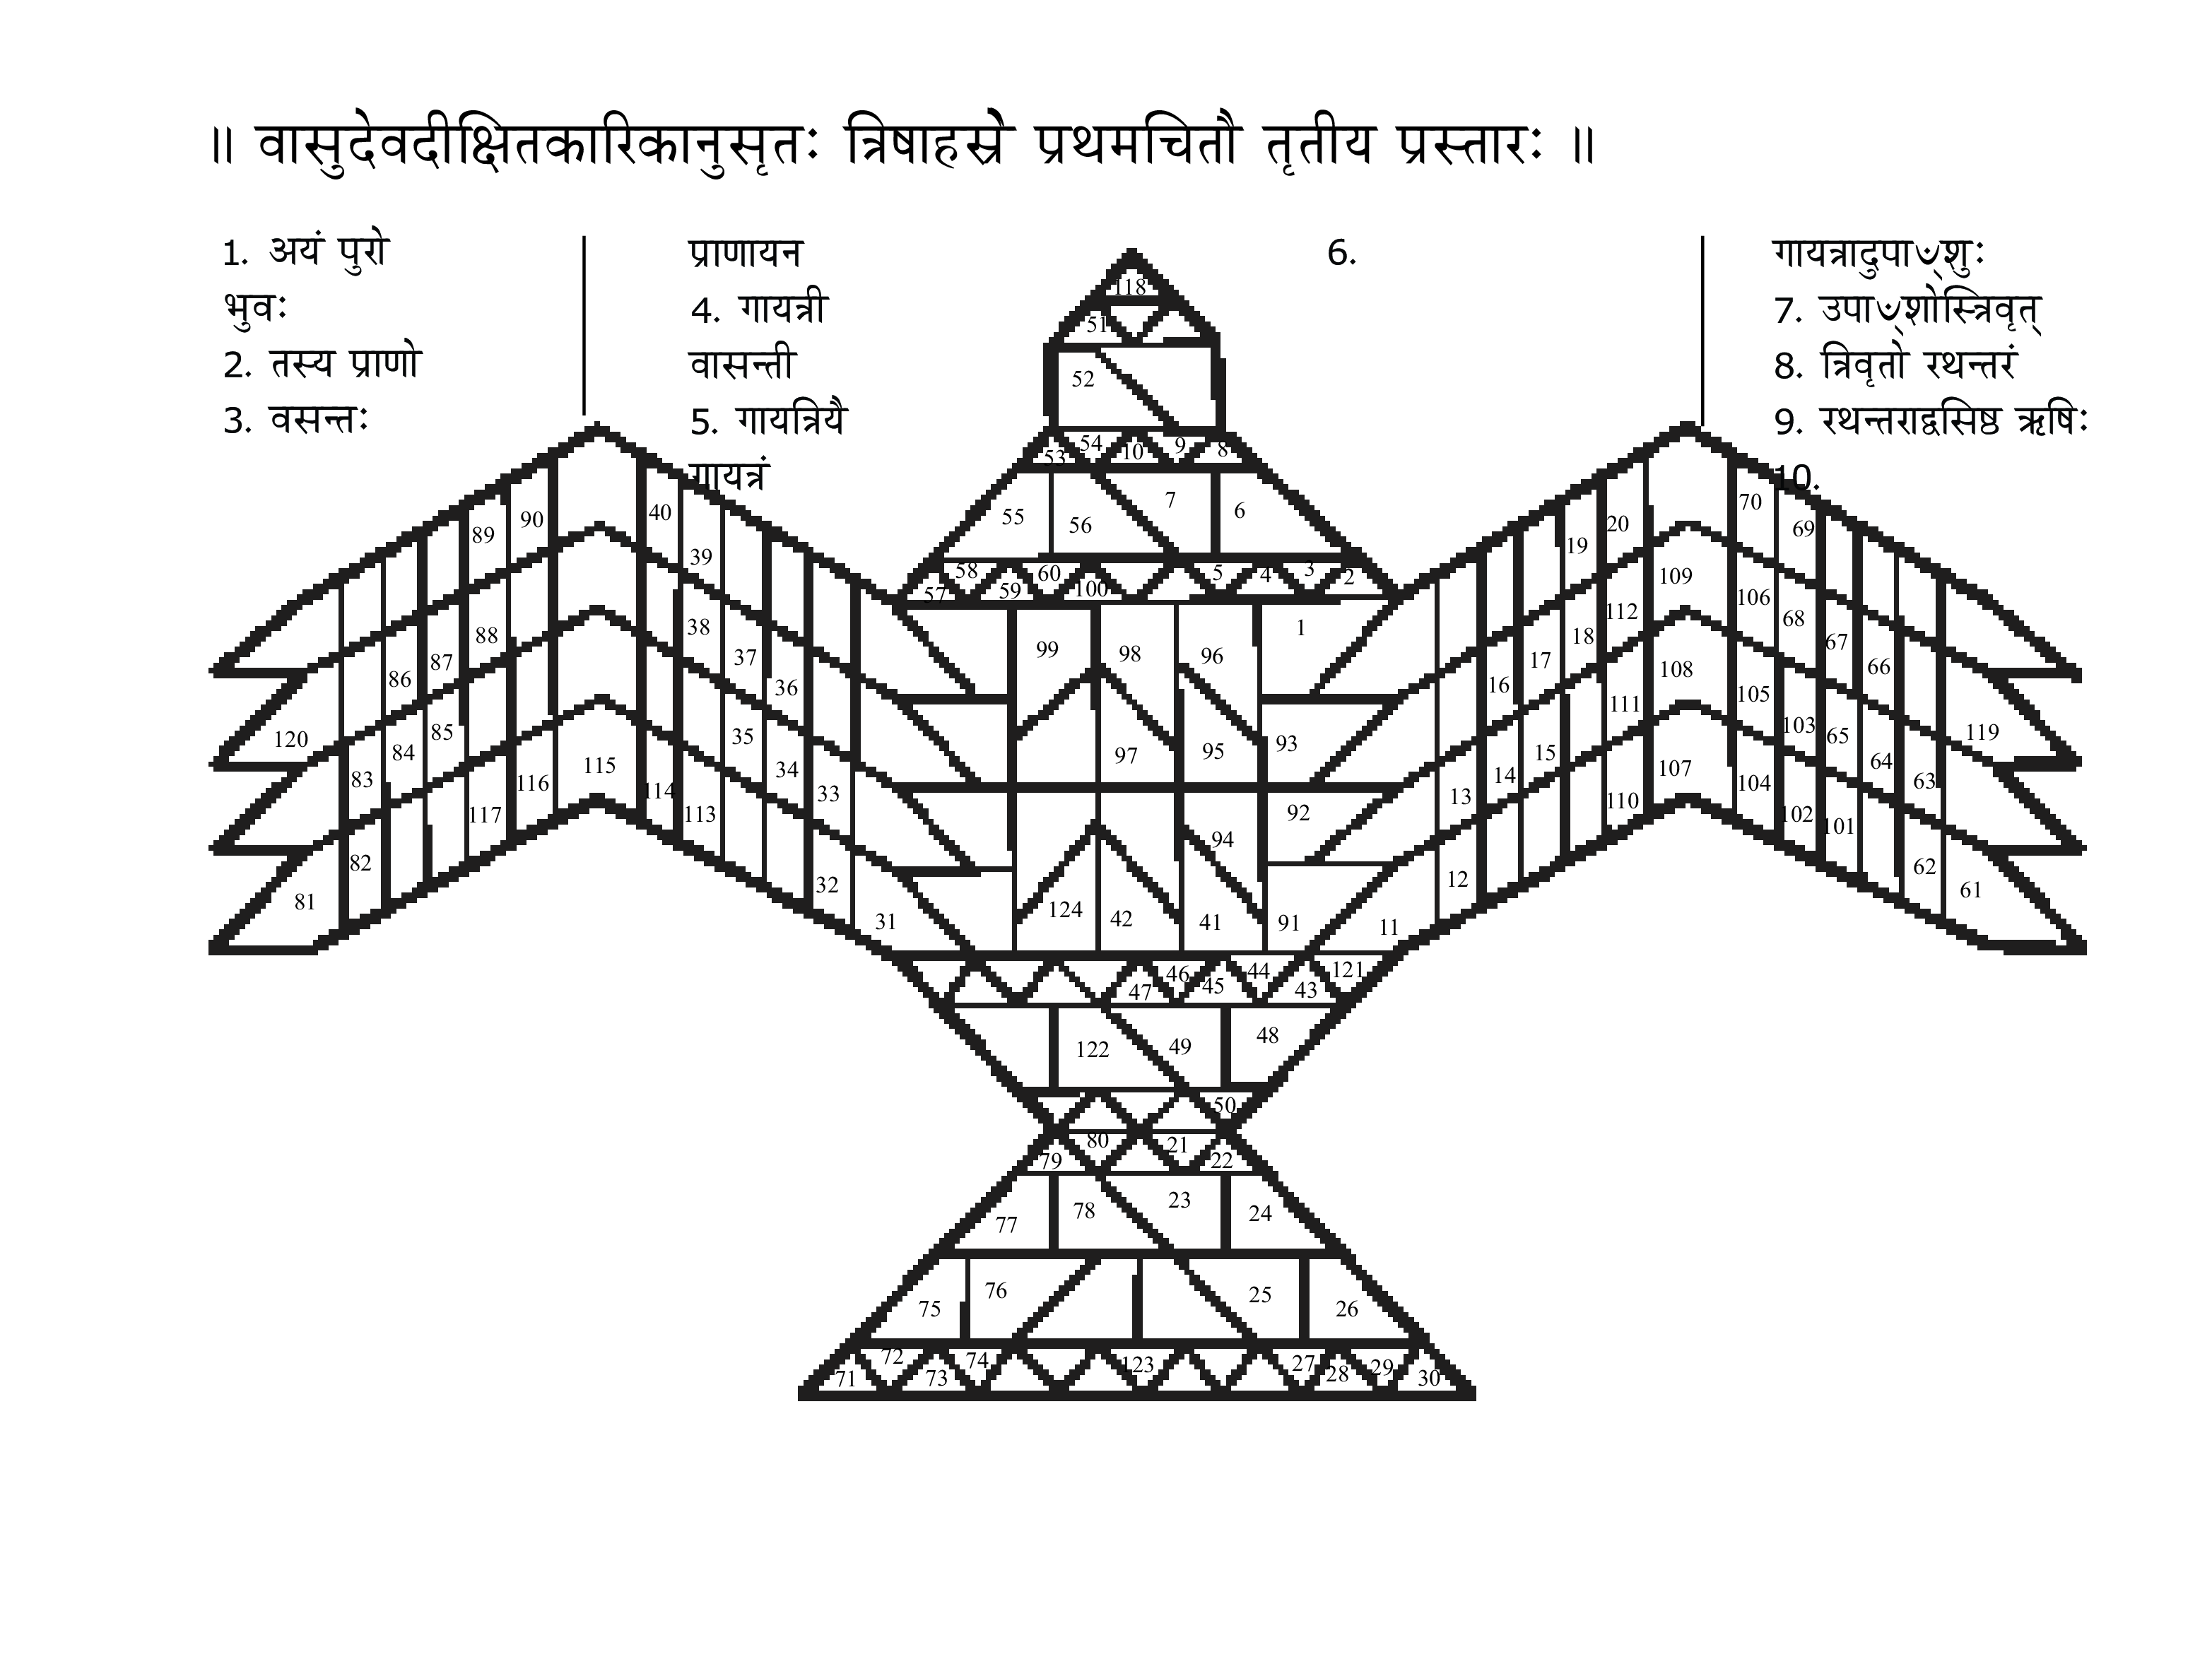 ॥ वासुदेवदीक्षितकारिकानुसृतः त्रिषाहस्रे प्रथमचितौ तृतीय प्रस्तारः ॥
1. अयं पुरो
भुवः
2. तस्य प्राणो
3. वसन्तः
प्राणायन
4. गायत्री
वासन्ती
5. गायत्रियै
गायत्रं
6.
गायत्रादुपाꣳशुः
7. उपाꣳशोस्त्रिवृत्
8. त्रिवृतो रथन्तरं
9. रथन्तराद्वसिष्ठ ऋषिः
10.
118
51
52
54 10 9 8
53
55 56 7 6
58 60 5 4 3 2
57 59 100
89 90 40 39
20 19 70 69
99 98 96 1
109 106 68 67 66
88 87 86 38 37 36
112 18 17 16
108 105 103 65 64 63 119
120 83 84 85 35 34 33
97 95 93
111 15 14 13
116 115 114 113 117
92 94
107 104 102 101 110
82 81 32 31
124 42 41 91 11 12
62 61
46 44 121
47 45 43
122 49 48
50
80 21
79 22
77 78 23 24
75 76 25 26
72 74 123 27 29
71 73 28 30